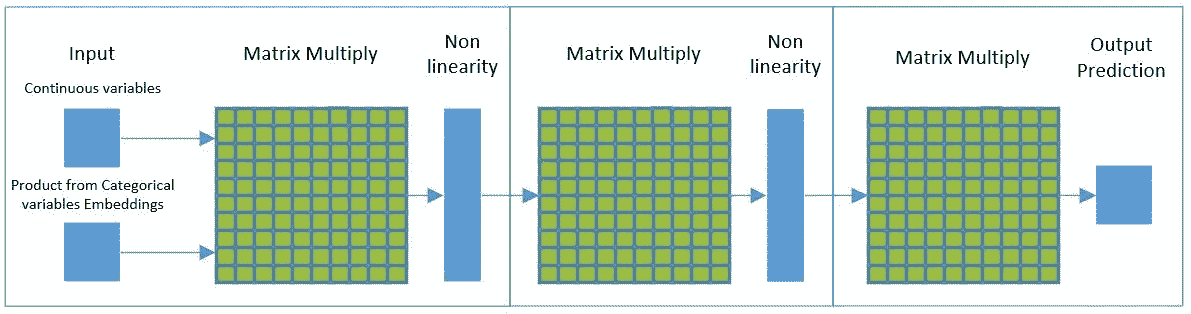 Input
Continuous variables
Product from Categorical
variables Embeddings
Matrix Multiply
Non
linearity
Matrix Multiply
Non
linearity
Matrix Multiply
Output
Prediction